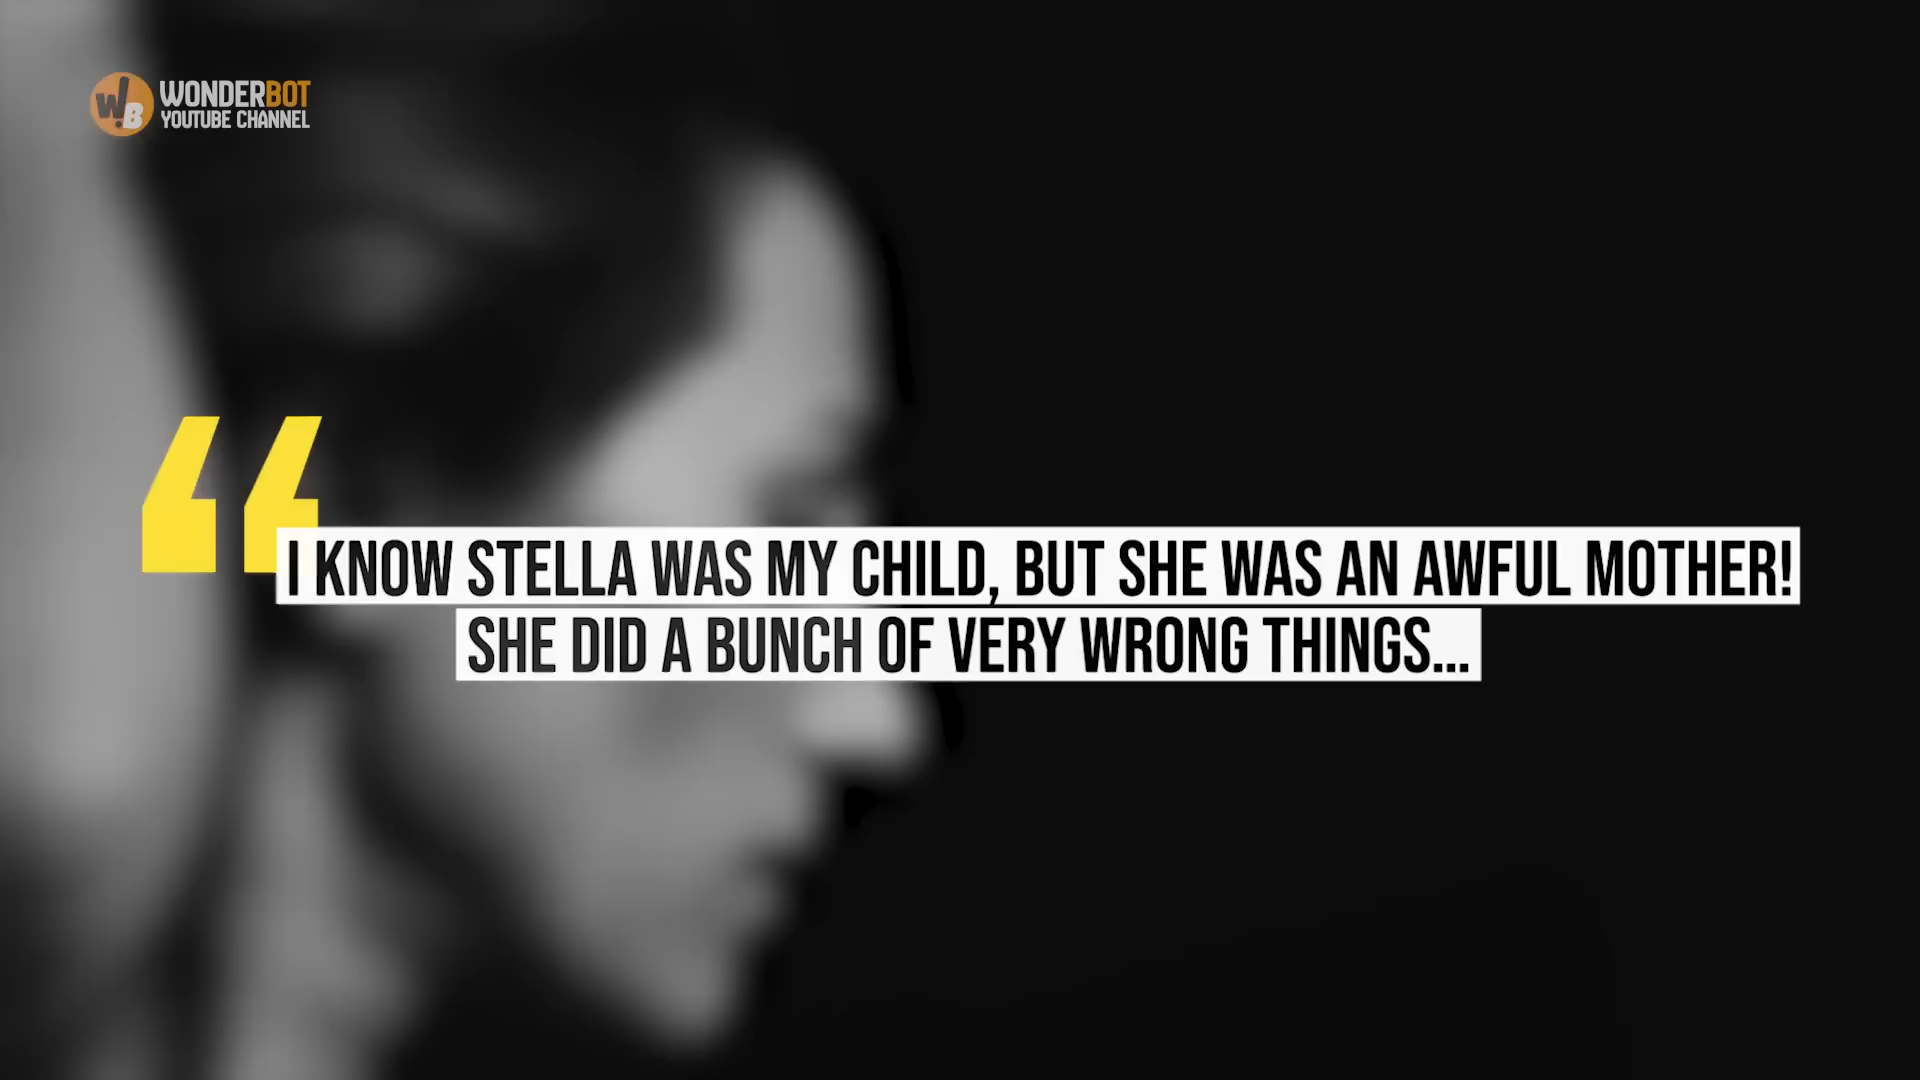 W!B
WONDERBOT
YOUTUBE CHANNEL
“
I KNOW STELLA WAS MY CHILD, BUT SHE WAS AN AWFUL MOTHER!
SHE DID A BUNCH OF VERY WRONG THINGS...